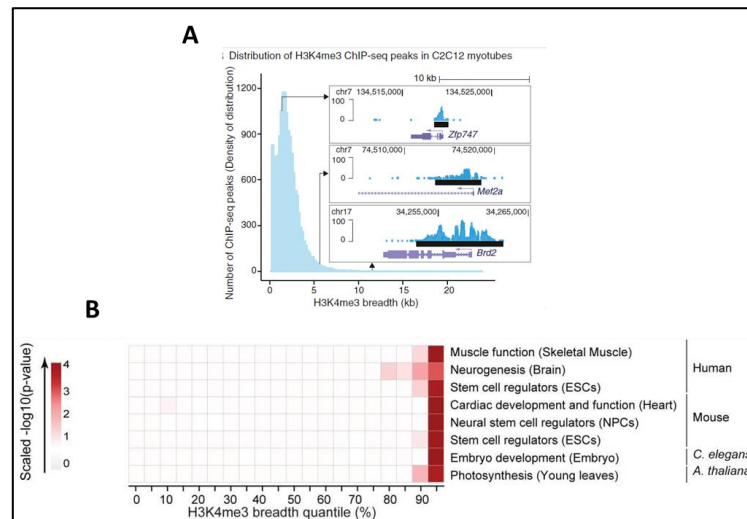 A
Distribution of H3K4me3 ChIP-seq peaks in C2C12 myotubes
Number of ChIP-seq peaks (Density of distribution)
1200
900
600
300
0
0
5
10
15
20
H3K4me3 breadth (kb)
10 kb
chr7
134,515,000
134,525,000
100
0
Zfp747
chr7
74,510,000
74,520,000
100
0
Mef2a
chr17
34,255,000
34,265,000
100
0
Brd2
B
Scaled -log10(p-value)
4
3
2
1
0
Muscle function (Skeletal Muscle)
Neurogenesis (Brain)
Stem cell regulators (ESCs)
Cardiac development and function (Heart)
Neural stem cell regulators (NPCs)
Stem cell regulators (ESCs)
Embryo development (Embryo)
Photosynthesis (Young leaves)
Human
Mouse
C. elegans
A. thaliana
0 10 20 30 40 50 60 70 80 90
H3K4me3 breadth quantile (%)